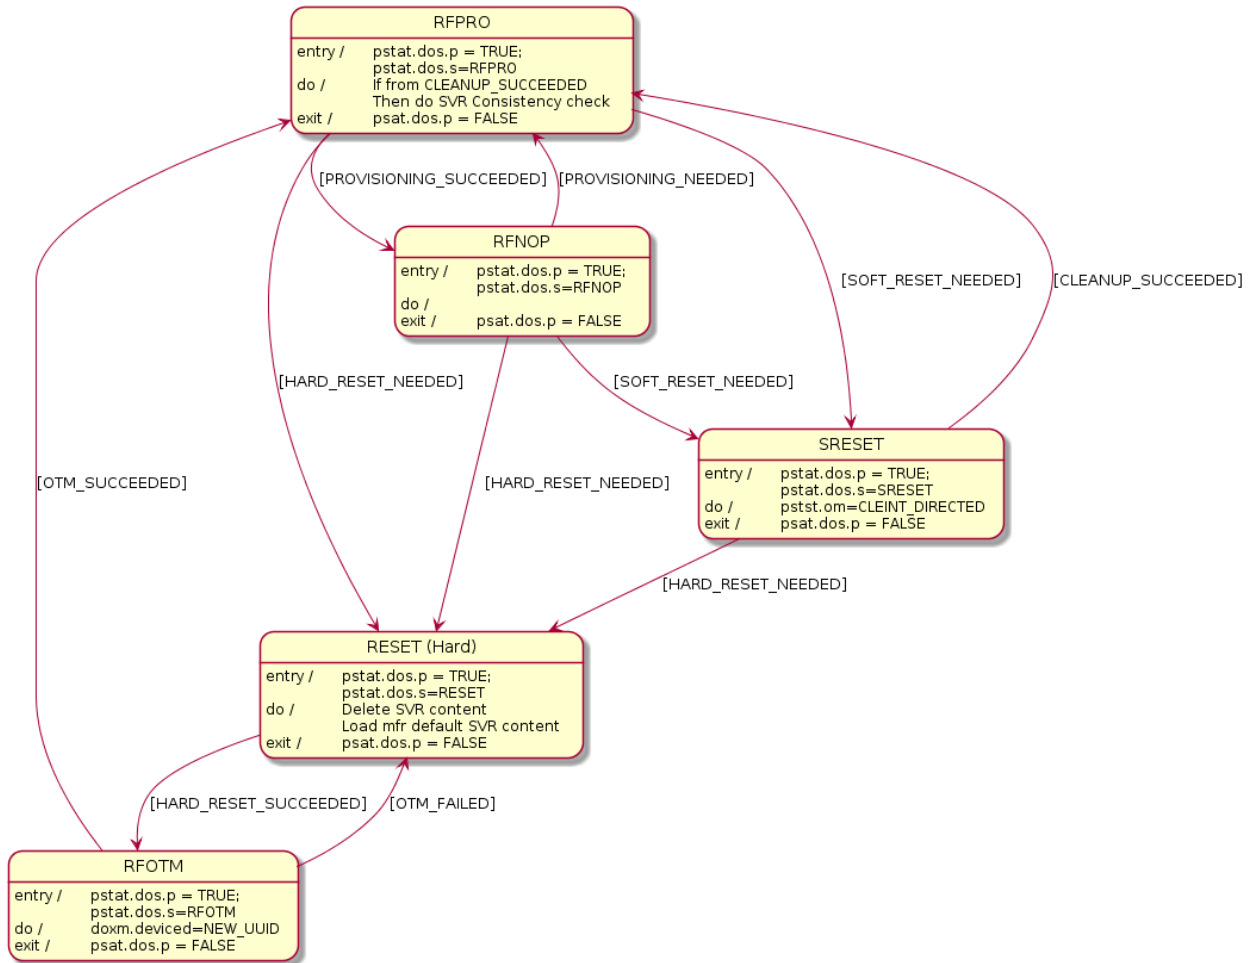 RFPRO
entry / pstat.dos.p = TRUE;
pstat.dos.s=RFPRO
do / If from CLEANUP_SUCCEEDED
Then do SVR Consistency check
exit / psat.dos.p = FALSE
[PROVISIONING_SUCCEEDED] [PROVISIONING_NEEDED]
RFNOP
entry / pstat.dos.p = TRUE;
pstat.dos.s=RFNOP
do /
exit / psat.dos.p = FALSE
[SOFT_RESET_NEEDED] [CLEANUP_SUCCEEDED]
[HARD_RESET_NEEDED] [SOFT_RESET_NEEDED]
SRESET
entry / pstat.dos.p = TRUE;
pstat.dos.s=SRESET
do / pstst.om=CLEINT_DIRECTED
exit / psat.dos.p = FALSE
[OTM_SUCCEEDED] [HARD_RESET_NEEDED]
[HARD_RESET_NEEDED]
RESET (Hard)
entry / pstat.dos.p = TRUE;
pstat.dos.s=RESET
do / Delete SVR content
Load mfr default SVR content
exit / psat.dos.p = FALSE
[HARD_RESET_SUCCEEDED] [OTM_FAILED]
RFOTM
entry / pstat.dos.p = TRUE;
pstat.dos.s=RFOTM
do / doxm.deviced=NEW_UUID
exit / psat.dos.p = FALSE